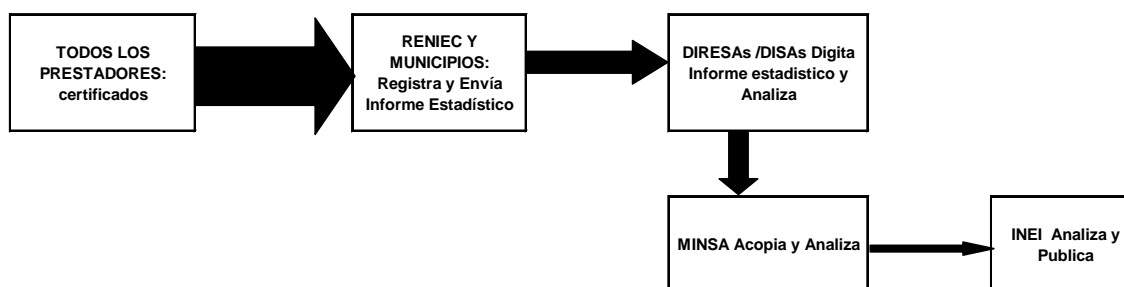 TODOS LOS
PRESTADORES:
certificados
RENIEC Y
MUNICIPIOS:
Registra y Envía
Informe Estadístico
DIRESAs /DISAs Digita
Informe estadistico y
Analiza
MINSA Acopia y Analiza
INEI Analiza y
Publica